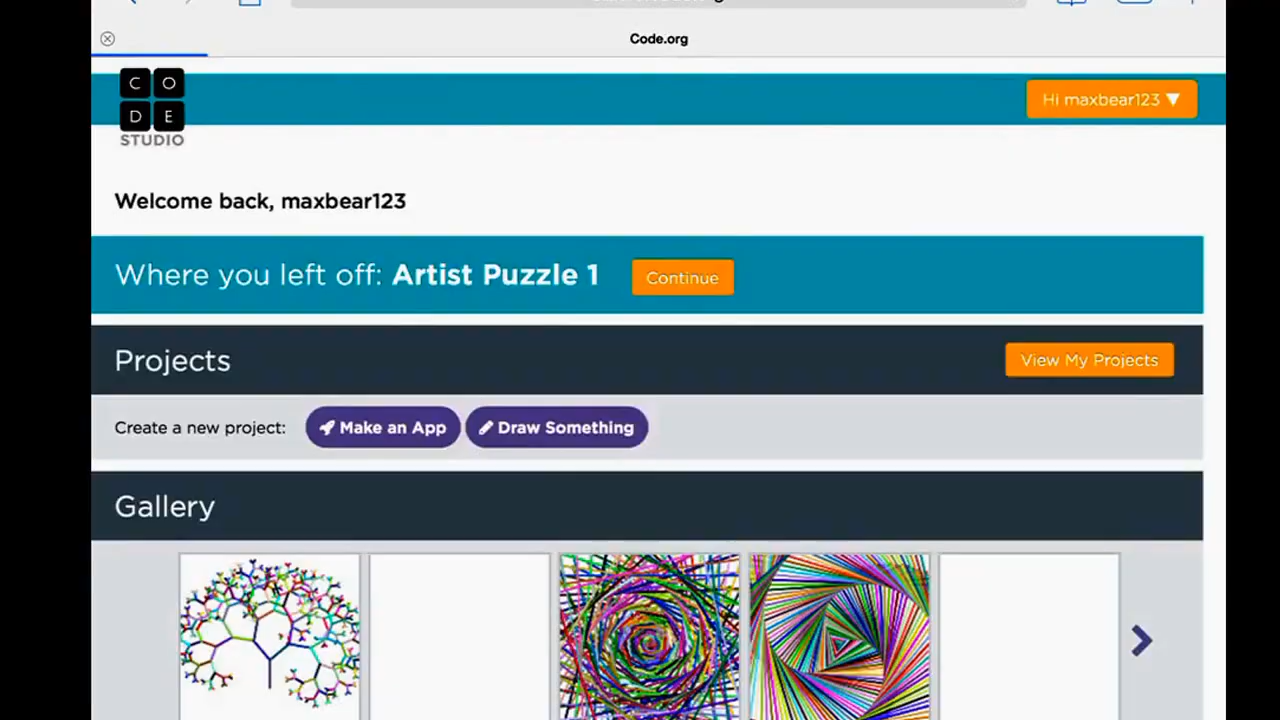 Code.org
C O
D E
STUDIO
Hi maxbear123 ▼
Welcome back, maxbear123
Where you left off: Artist Puzzle 1
Continue
Projects
View My Projects
Create a new project:
Make an App
Draw Something
Gallery